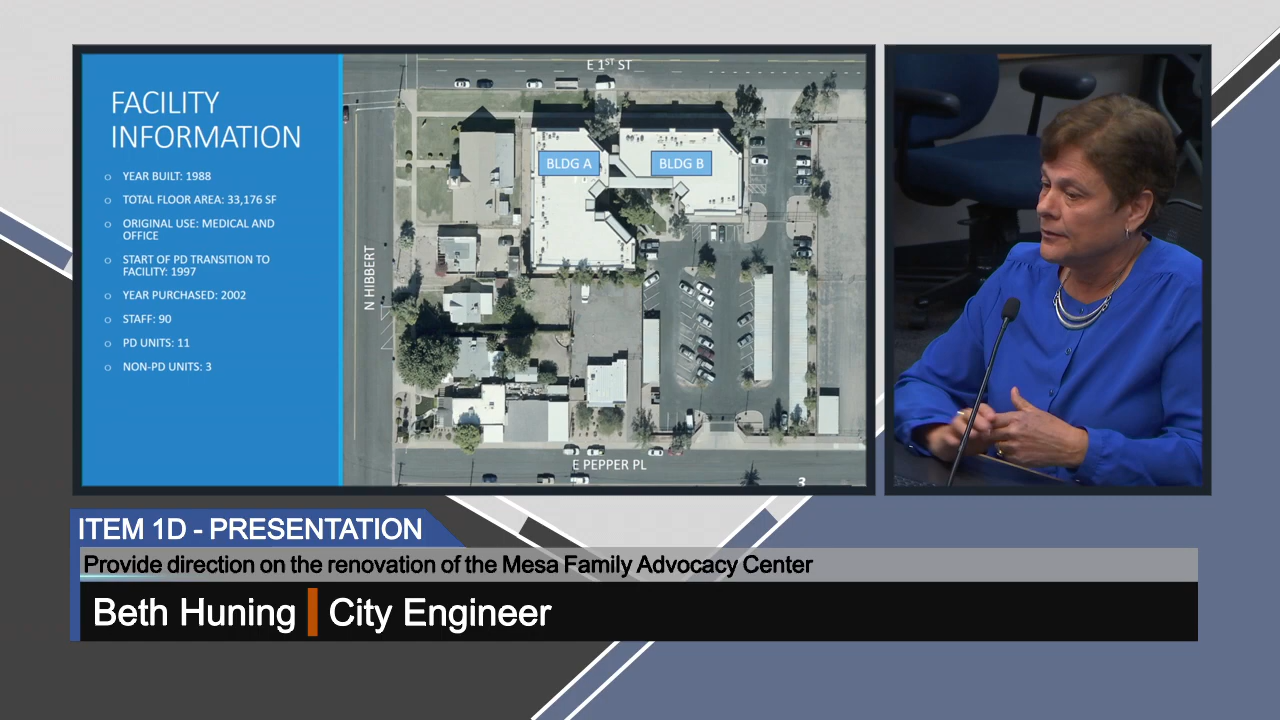 FACILITY
INFORMATION
o YEAR BUILT: 1988
o TOTAL FLOOR AREA: 33,176 SF
o ORIGINAL USE: MEDICAL AND
OFFICE
o START OF PD TRANSITION TO
FACILITY: 1997
o YEAR PURCHASED: 2002
o STAFF: 90
o PD UNITS: 11
o NON-PD UNITS: 3
E 1ST ST
BLDG A
BLDG B
N HIBBERT
E PEPPER PL
3
ITEM 1D - PRESENTATION
Provide direction on the renovation of the Mesa Family Advocacy Center
Beth Huning | City Engineer